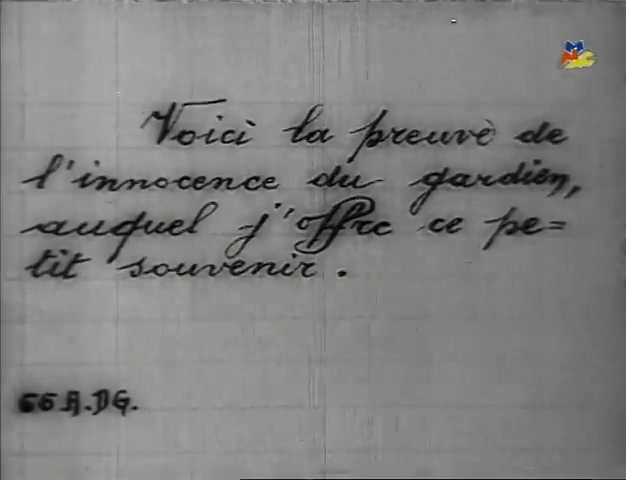 Voici la preuve de
l'innocence du gardien,
auquel j'offre ce pe=
tit souvenir.
66 A.DG.